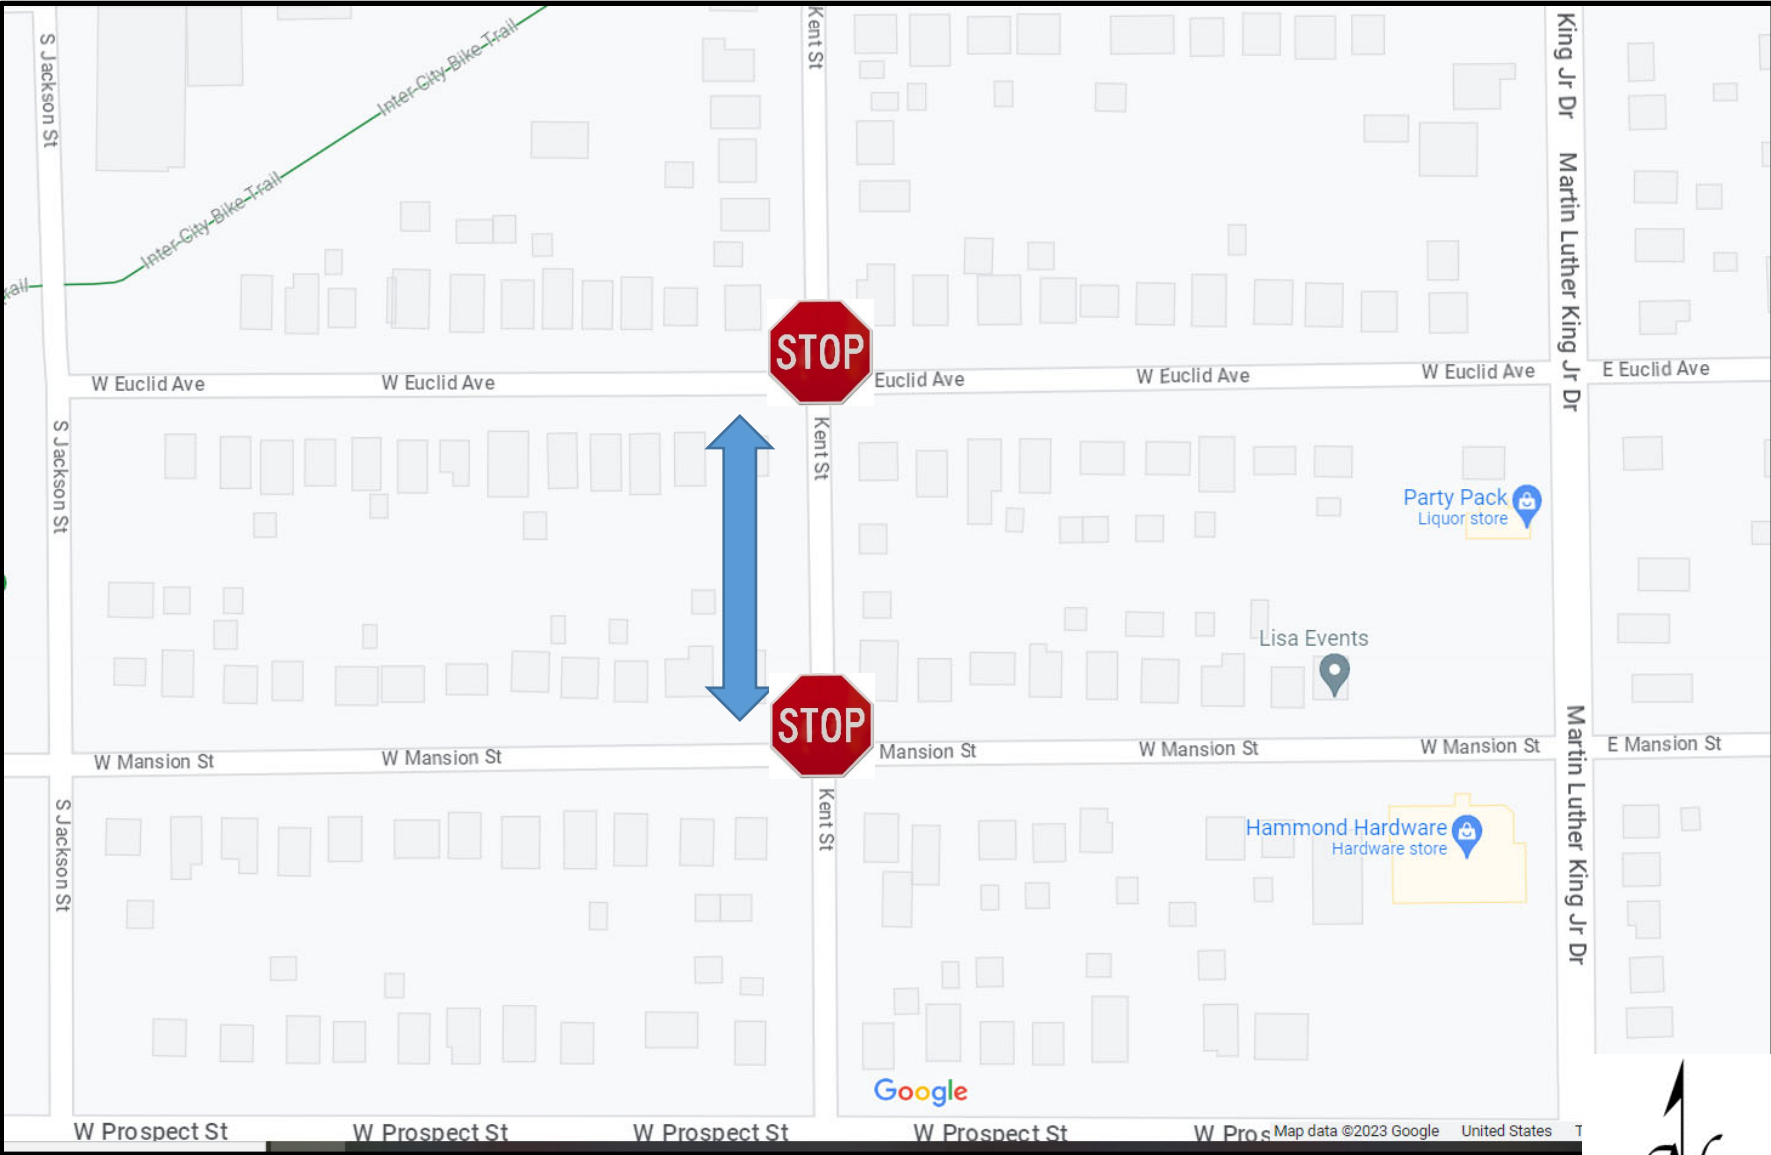 S Jackson St
Inter City Bike Trail
Kent St
King Jr Dr
Inter City Bike Trail
Martin Luther King Jr Dr
rail
STOP
W Euclid Ave
W Euclid Ave
Euclid Ave
W Euclid Ave
W Euclid Ave
E Euclid Ave
S Jackson St
Kent St
Party Pack
Liquor store
Lisa Events
STOP
W Mansion St
W Mansion St
Mansion St
W Mansion St
W Mansion St
E Mansion St
Martin Luther King Jr Dr
S Jackson St
Kent St
Hammond Hardware
Hardware store
Google
W Prospect St
W Prospect St
W Prospect St
W Prospect St
W Pros
Map data ©2023 Google
United States
T